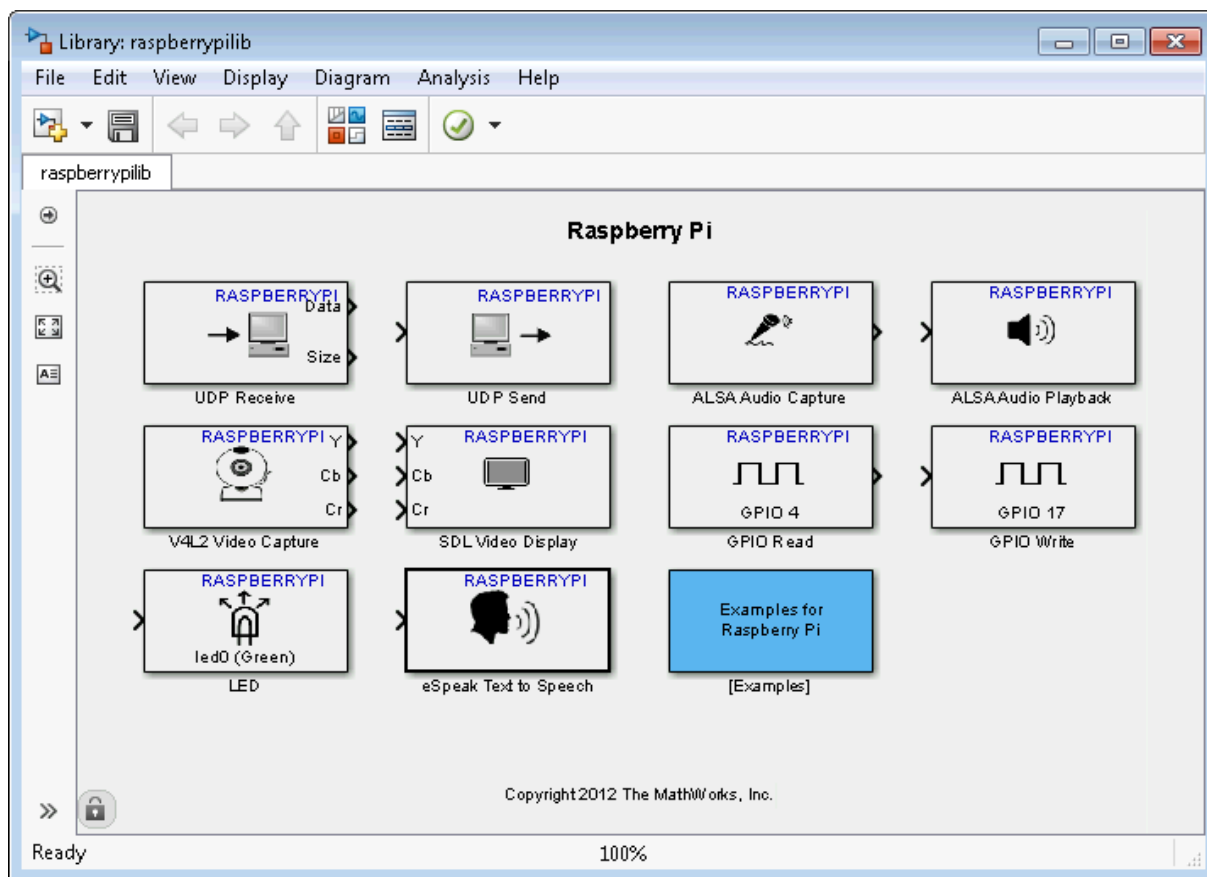 Library: raspberrypilib
File Edit View Display Diagram Analysis Help
raspberrypilib
Raspberry Pi
RASPBERRYPI
Data
Size
UDP Receive
RASPBERRYPI
UDP Send
RASPBERRYPI
ALSA Audio Capture
RASPBERRYPI
ALSA Audio Playback
RASPBERRYPI
Y
Cb
Cr
V4L2 Video Capture
RASPBERRYPI
Y
Cb
Cr
SDL Video Display
RASPBERRYPI
GPIO 4
GPIO Read
RASPBERRYPI
GPIO 17
GPIO Write
RASPBERRYPI
led0 (Green)
LED
RASPBERRYPI
eSpeak Text to Speech
Examples for
Raspberry Pi
[Examples]
Copyright 2012 The MathWorks, Inc.
Ready 100%